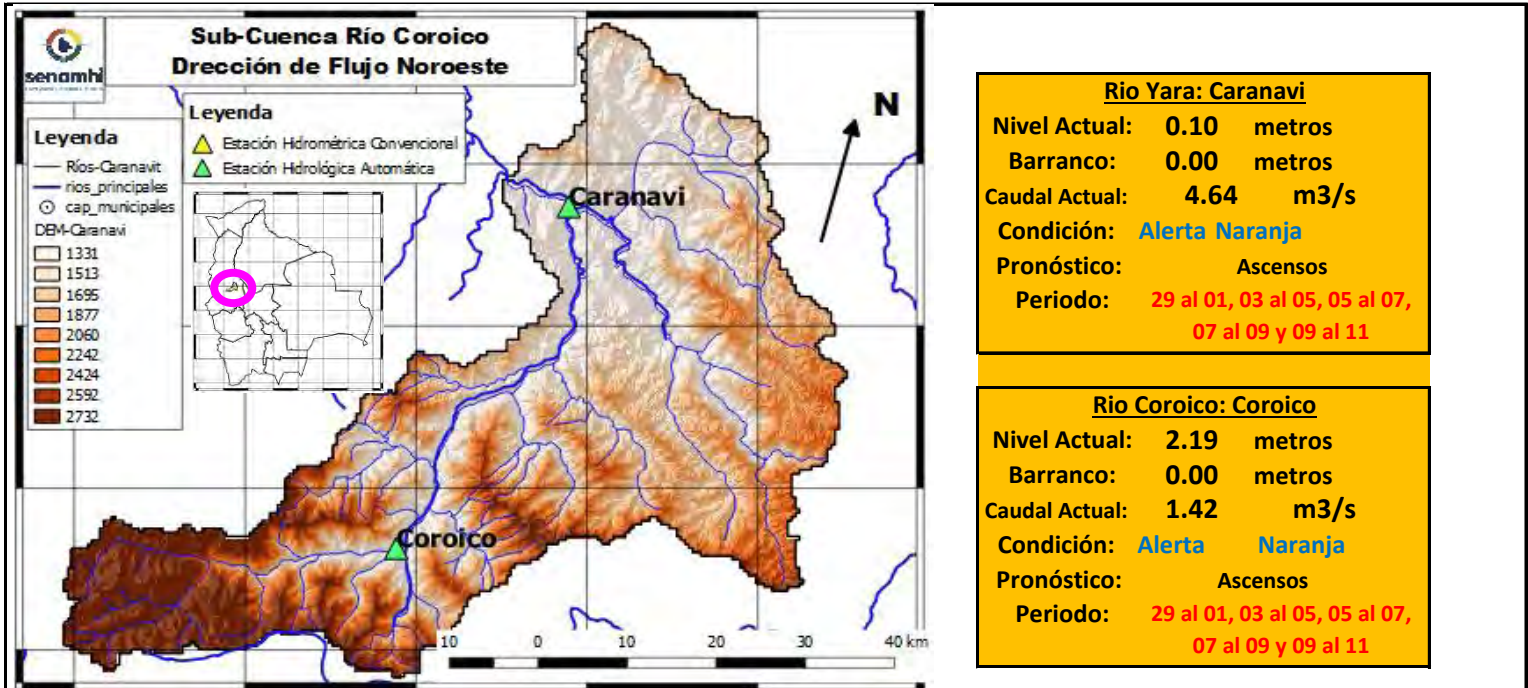 Sub-Cuenca Río Coroico
Drección de Flujo Noroeste
senamhi
Leyenda
Estación Hidrométrica Convencional
Estación Hidrológica Automática
Leyenda
Ríos-Caranavit
rios_principales
cap_municipales
DEM-Caranavi
1331
1513
1695
1877
2060
2242
2424
2592
2732
N
Caranavi
Coroico
10 0 10 20 30 40 km
Rio Yara: Caranavi
Nivel Actual: 0.10 metros
Barranco: 0.00 metros
Caudal Actual: 4.64 m3/s
Condición: Alerta Naranja
Pronóstico: Ascensos
Periodo: 29 al 01, 03 al 05, 05 al 07,
07 al 09 y 09 al 11
Rio Coroico: Coroico
Nivel Actual: 2.19 metros
Barranco: 0.00 metros
Caudal Actual: 1.42 m3/s
Condición: Alerta Naranja
Pronóstico: Ascensos
Periodo: 29 al 01, 03 al 05, 05 al 07,
07 al 09 y 09 al 11